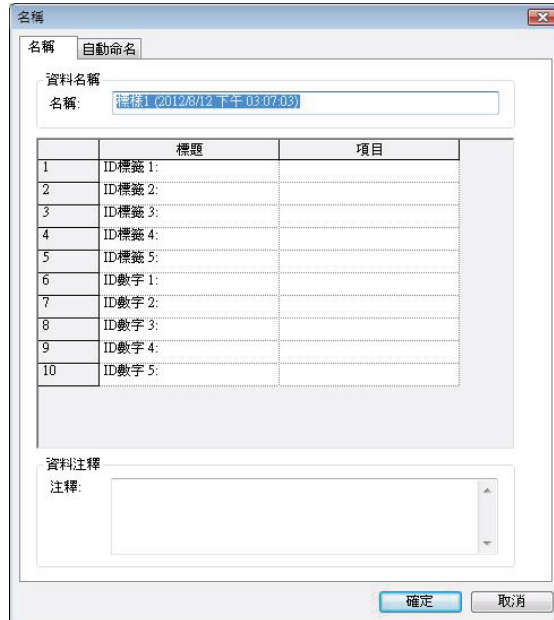 名稱
名稱 自動命名
資料名稱
名稱: 標樣1 (2012/8/12 下午 03:07:03)
標題 項目
1 ID標籤 1:
2 ID標籤 2:
3 ID標籤 3:
4 ID標籤 4:
5 ID標籤 5:
6 ID數字 1:
7 ID數字 2:
8 ID數字 3:
9 ID數字 4:
10 ID數字 5:
資料注釋
注釋:
確定 取消